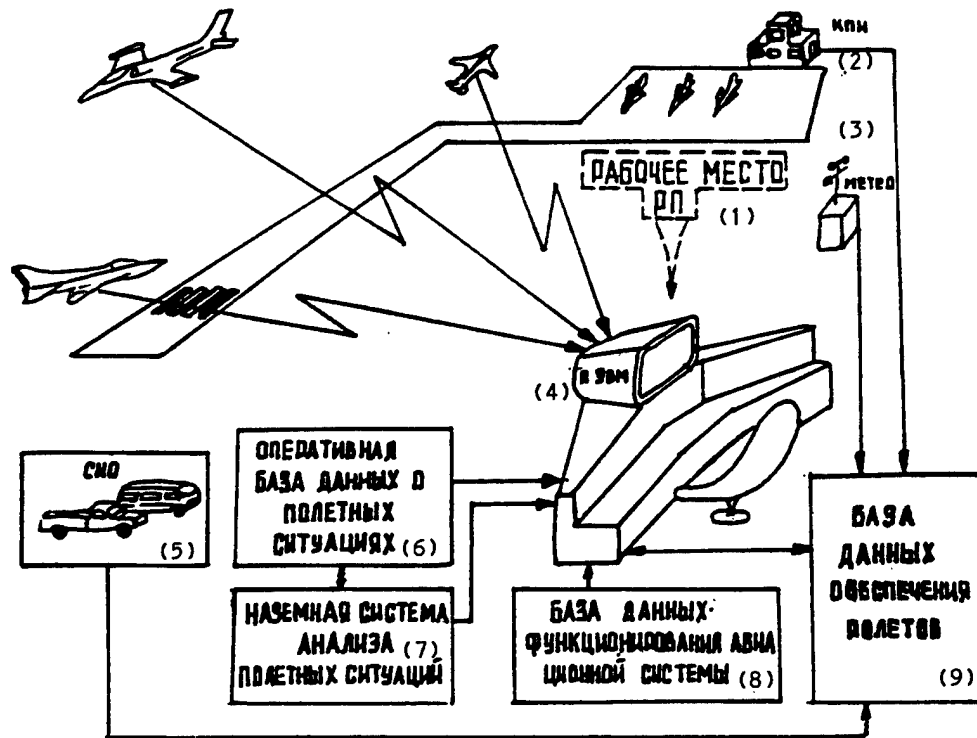 КПИ
(2)
(3)
РАБОЧЕЕ МЕСТО
РП
(1)
МЕТЕО
(4)
П ЭВМ
СНО
(5)
ОПЕРАТИВНАЯ
БАЗА ДАННЫХ О
ПОЛЕТНЫХ
СИТУАЦИЯХ (6)
НАЗЕМНАЯ СИСТЕМА
АНАЛИЗА (7)
ПОЛЕТНЫХ СИТУАЦИЙ
БАЗА ДАННЫХ
ФУНКЦИОНИРОВАНИЯ АВИА
ЦИОННОЙ СИСТЕМЫ (8)
БАЗА
ДАННЫХ
ОБЕСПЕЧЕНИЯ
ПОЛЕТОВ
(9)